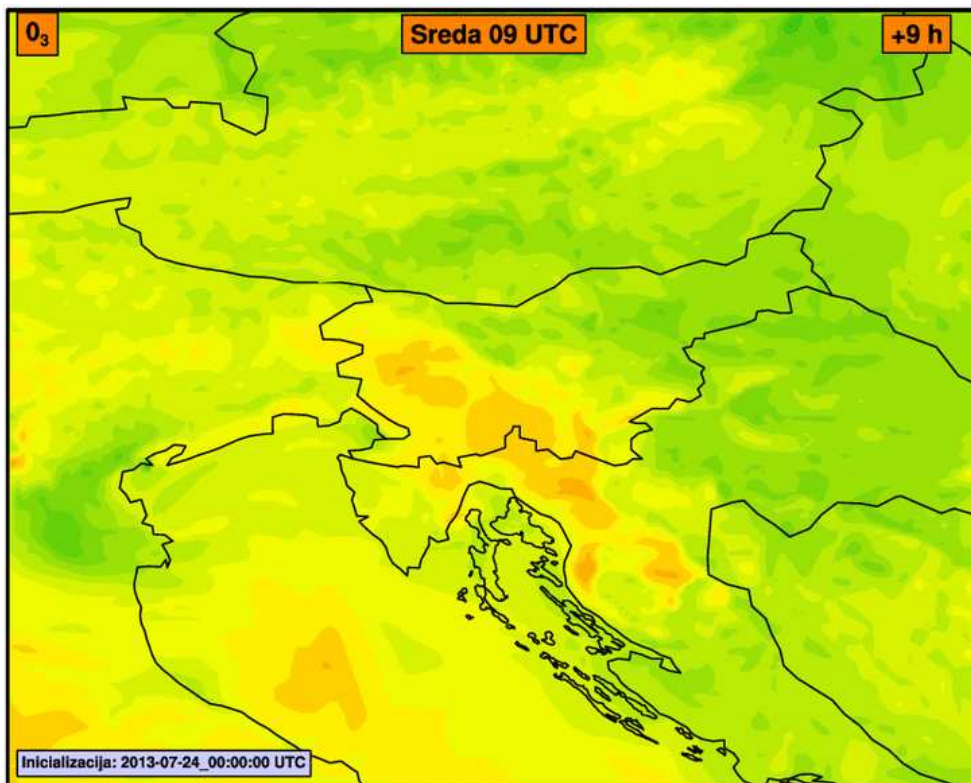 O₃
Sreda 09 UTC
+9 h
Inicializacija: 2013-07-24_00:00:00 UTC